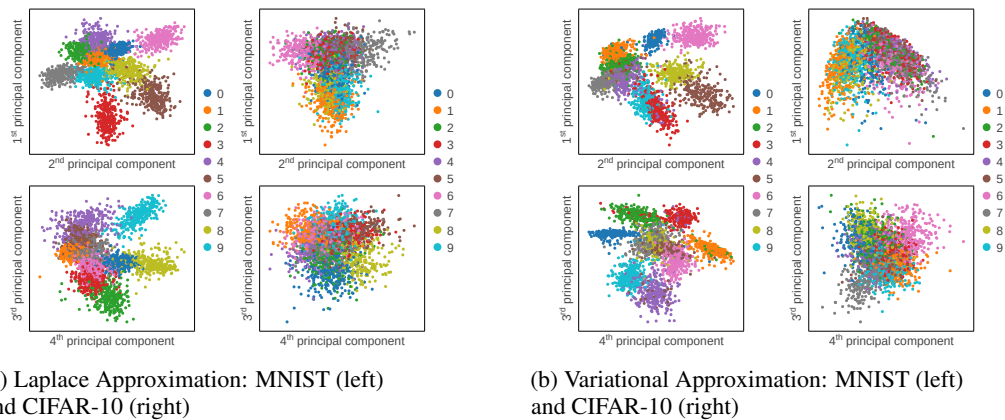 1st principal component
2nd principal component
0
1
2
3
4
5
6
7
8
9
3rd principal component
4th principal component
1st principal component
2nd principal component
0
1
2
3
4
5
6
7
8
9
3rd principal component
4th principal component
) Laplace Approximation: MNIST (left)
nd CIFAR-10 (right)
1st principal component
2nd principal component
0
1
2
3
4
5
6
7
8
9
3rd principal component
4th principal component
1st principal component
2nd principal component
0
1
2
3
4
5
6
7
8
9
3rd principal component
4th principal component
(b) Variational Approximation: MNIST (left)
and CIFAR-10 (right)